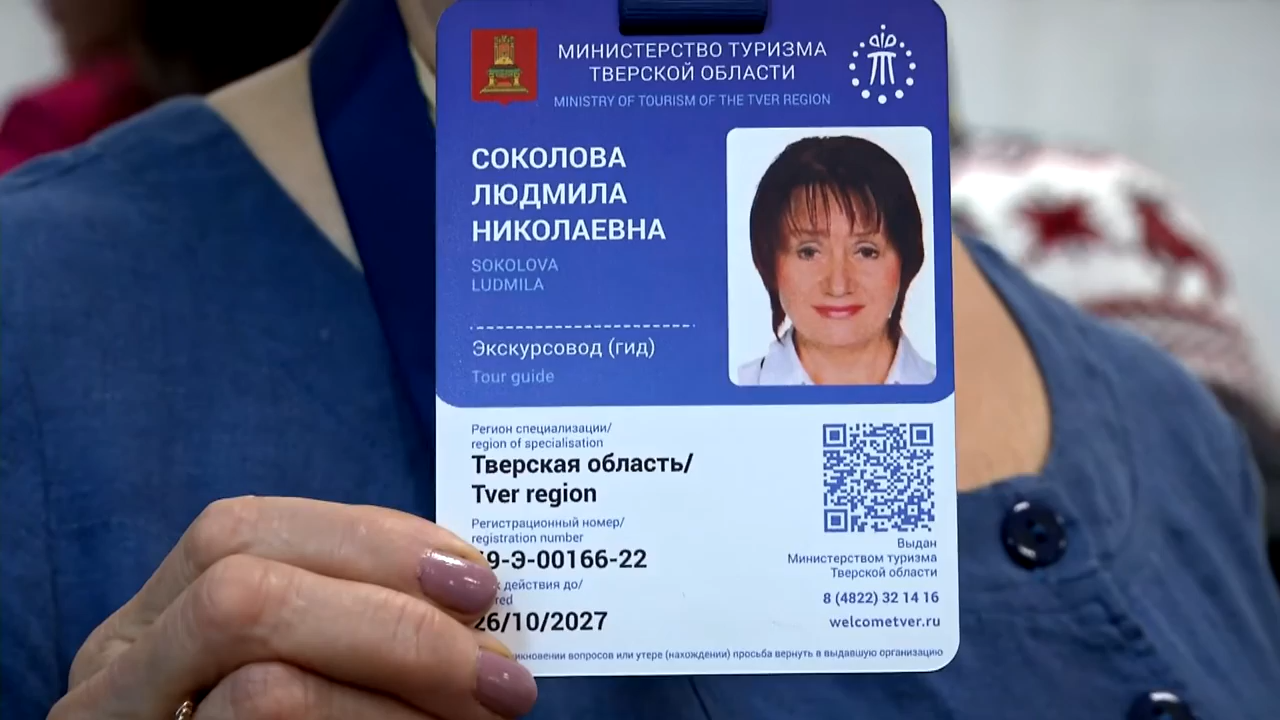 МИНИСТЕРСТВО ТУРИЗМА
ТВЕРСКОЙ ОБЛАСТИ
MINISTRY OF TOURISM OF THE TVER REGION
СОКОЛОВА
ЛЮДМИЛА
НИКОЛАЕВНА
SOKOLOVA
LUDMILA
Экскурсовод (гид)
Tour guide
Регион специализации/
region of specialisation
Тверская область/
Tver region
Регистрационный номер/
registration number
9-Э-00166-22
действия до/
26/10/2027
Выдан
Министерством туризма
Тверской области
8 (4822) 32 14 16
welcometver.ru
вопросов или утере (нахождении) просьба вернуть в выдавшую организацию